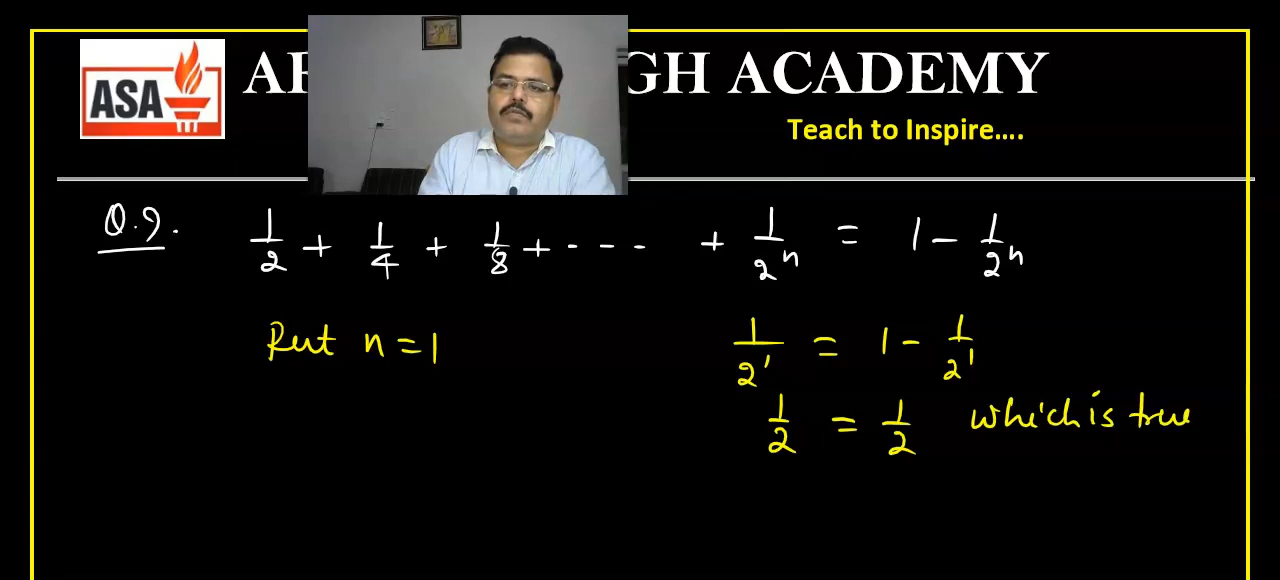 ASA
GH ACADEMY
Teach to Inspire....
Q.9. 1/2 + 1/4 + 1/8 + - - - + 1/2^n = 1 - 1/2^n
Put n = 1
1/2^1 = 1 - 1/2^1
1/2 = 1/2 which is true